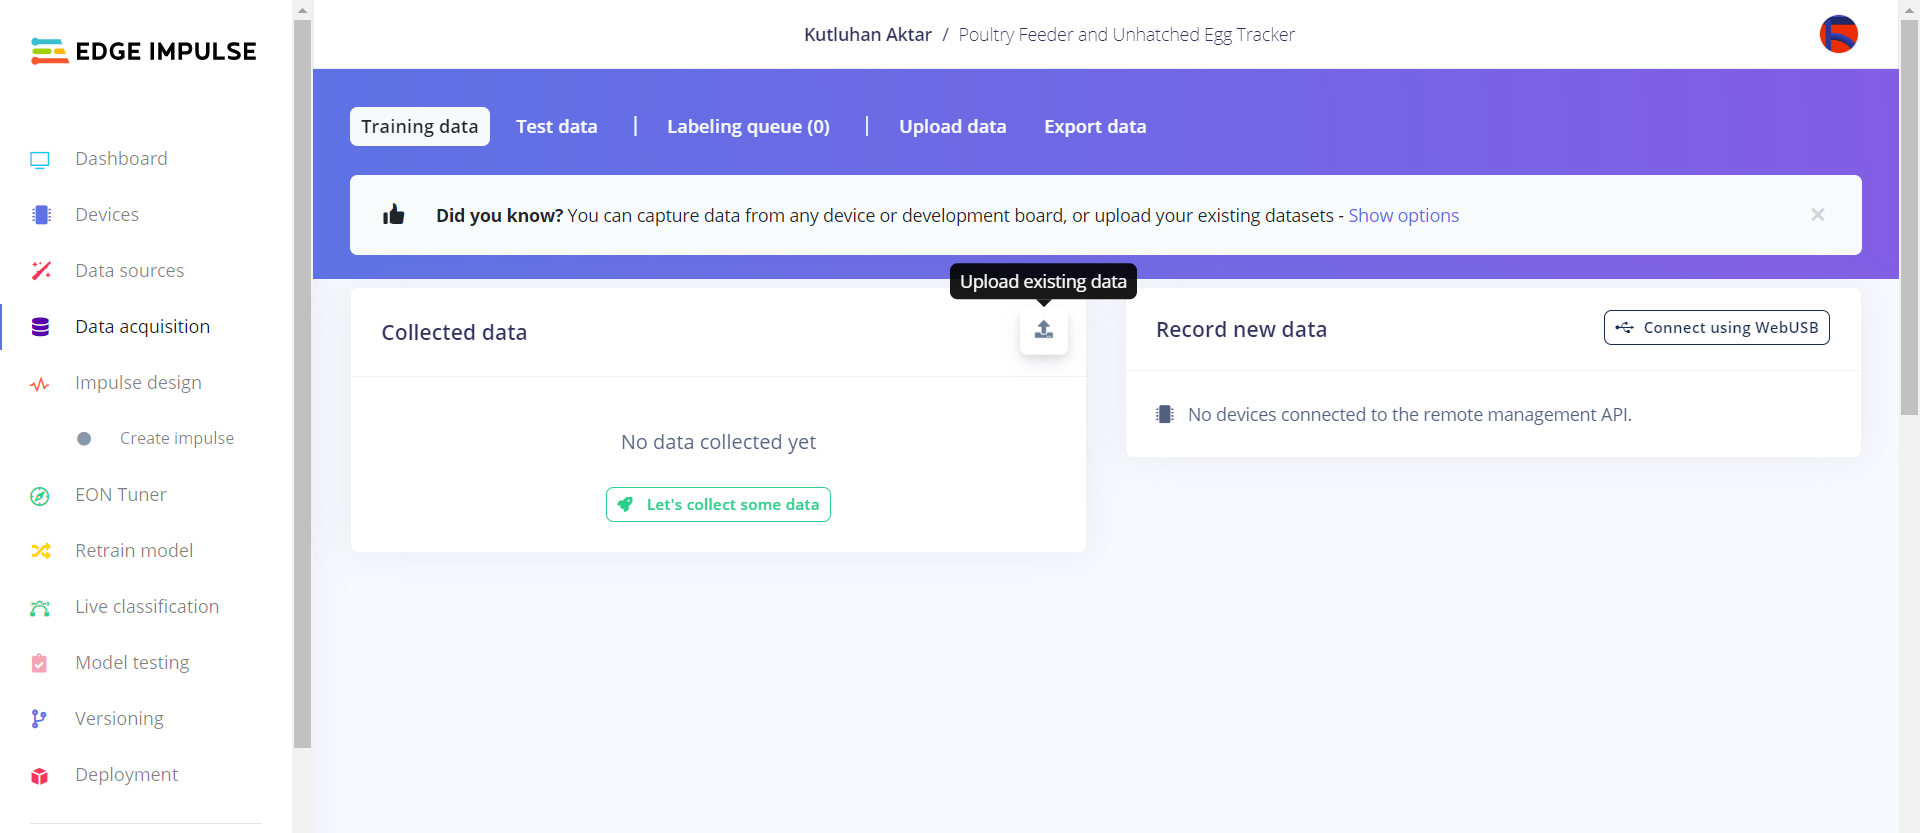 EDGE IMPULSE
Kutluhan Aktar / Poultry Feeder and Unhatched Egg Tracker
Dashboard
Devices
Data sources
Data acquisition
Impulse design
Create impulse
EON Tuner
Retrain model
Live classification
Model testing
Versioning
Deployment
Training data
Test data
|
Labeling queue (0)
|
Upload data
Export data
Did you know? You can capture data from any device or development board, or upload your existing datasets - Show options
×
Upload existing data
Collected data
No data collected yet
Let's collect some data
Record new data
Connect using WebUSB
No devices connected to the remote management API.